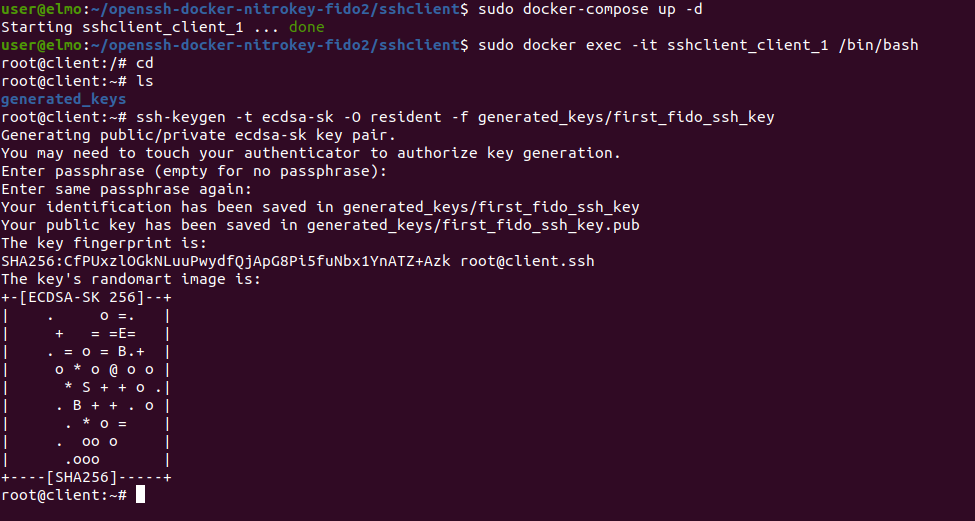 user@elmo:~/openssh-docker-nitrokey-fido2/sshclient$ sudo docker-compose up -d
Starting sshclient_client_1 ... done
user@elmo:~/openssh-docker-nitrokey-fido2/sshclient$ sudo docker exec -it sshclient_client_1 /bin/bash
root@client:/# cd
root@client:~# ls
generated_keys
root@client:~# ssh-keygen -t ecdsa-sk -O resident -f generated_keys/first_fido_ssh_key
Generating public/private ecdsa-sk key pair.
You may need to touch your authenticator to authorize key generation.
Enter passphrase (empty for no passphrase):
Enter same passphrase again:
Your identification has been saved in generated_keys/first_fido_ssh_key
Your public key has been saved in generated_keys/first_fido_ssh_key.pub
The key fingerprint is:
SHA256:CfPUxzlOGkNLuuPwydfQjApG8Pi5fuNbx1YnATZ+Azk root@client.ssh
The key's randomart image is:
+-[ECDSA-SK 256]--+
|    .     o =.   |
|     +   = =E=   |
|    . = o = B.+  |
|     o * o @ o o |
|      * S + + o .|
|     . B + + . o |
|      . * o =    |
|     .  oo o     |
|      .ooo       |
+----[SHA256]-----+
root@client:~#